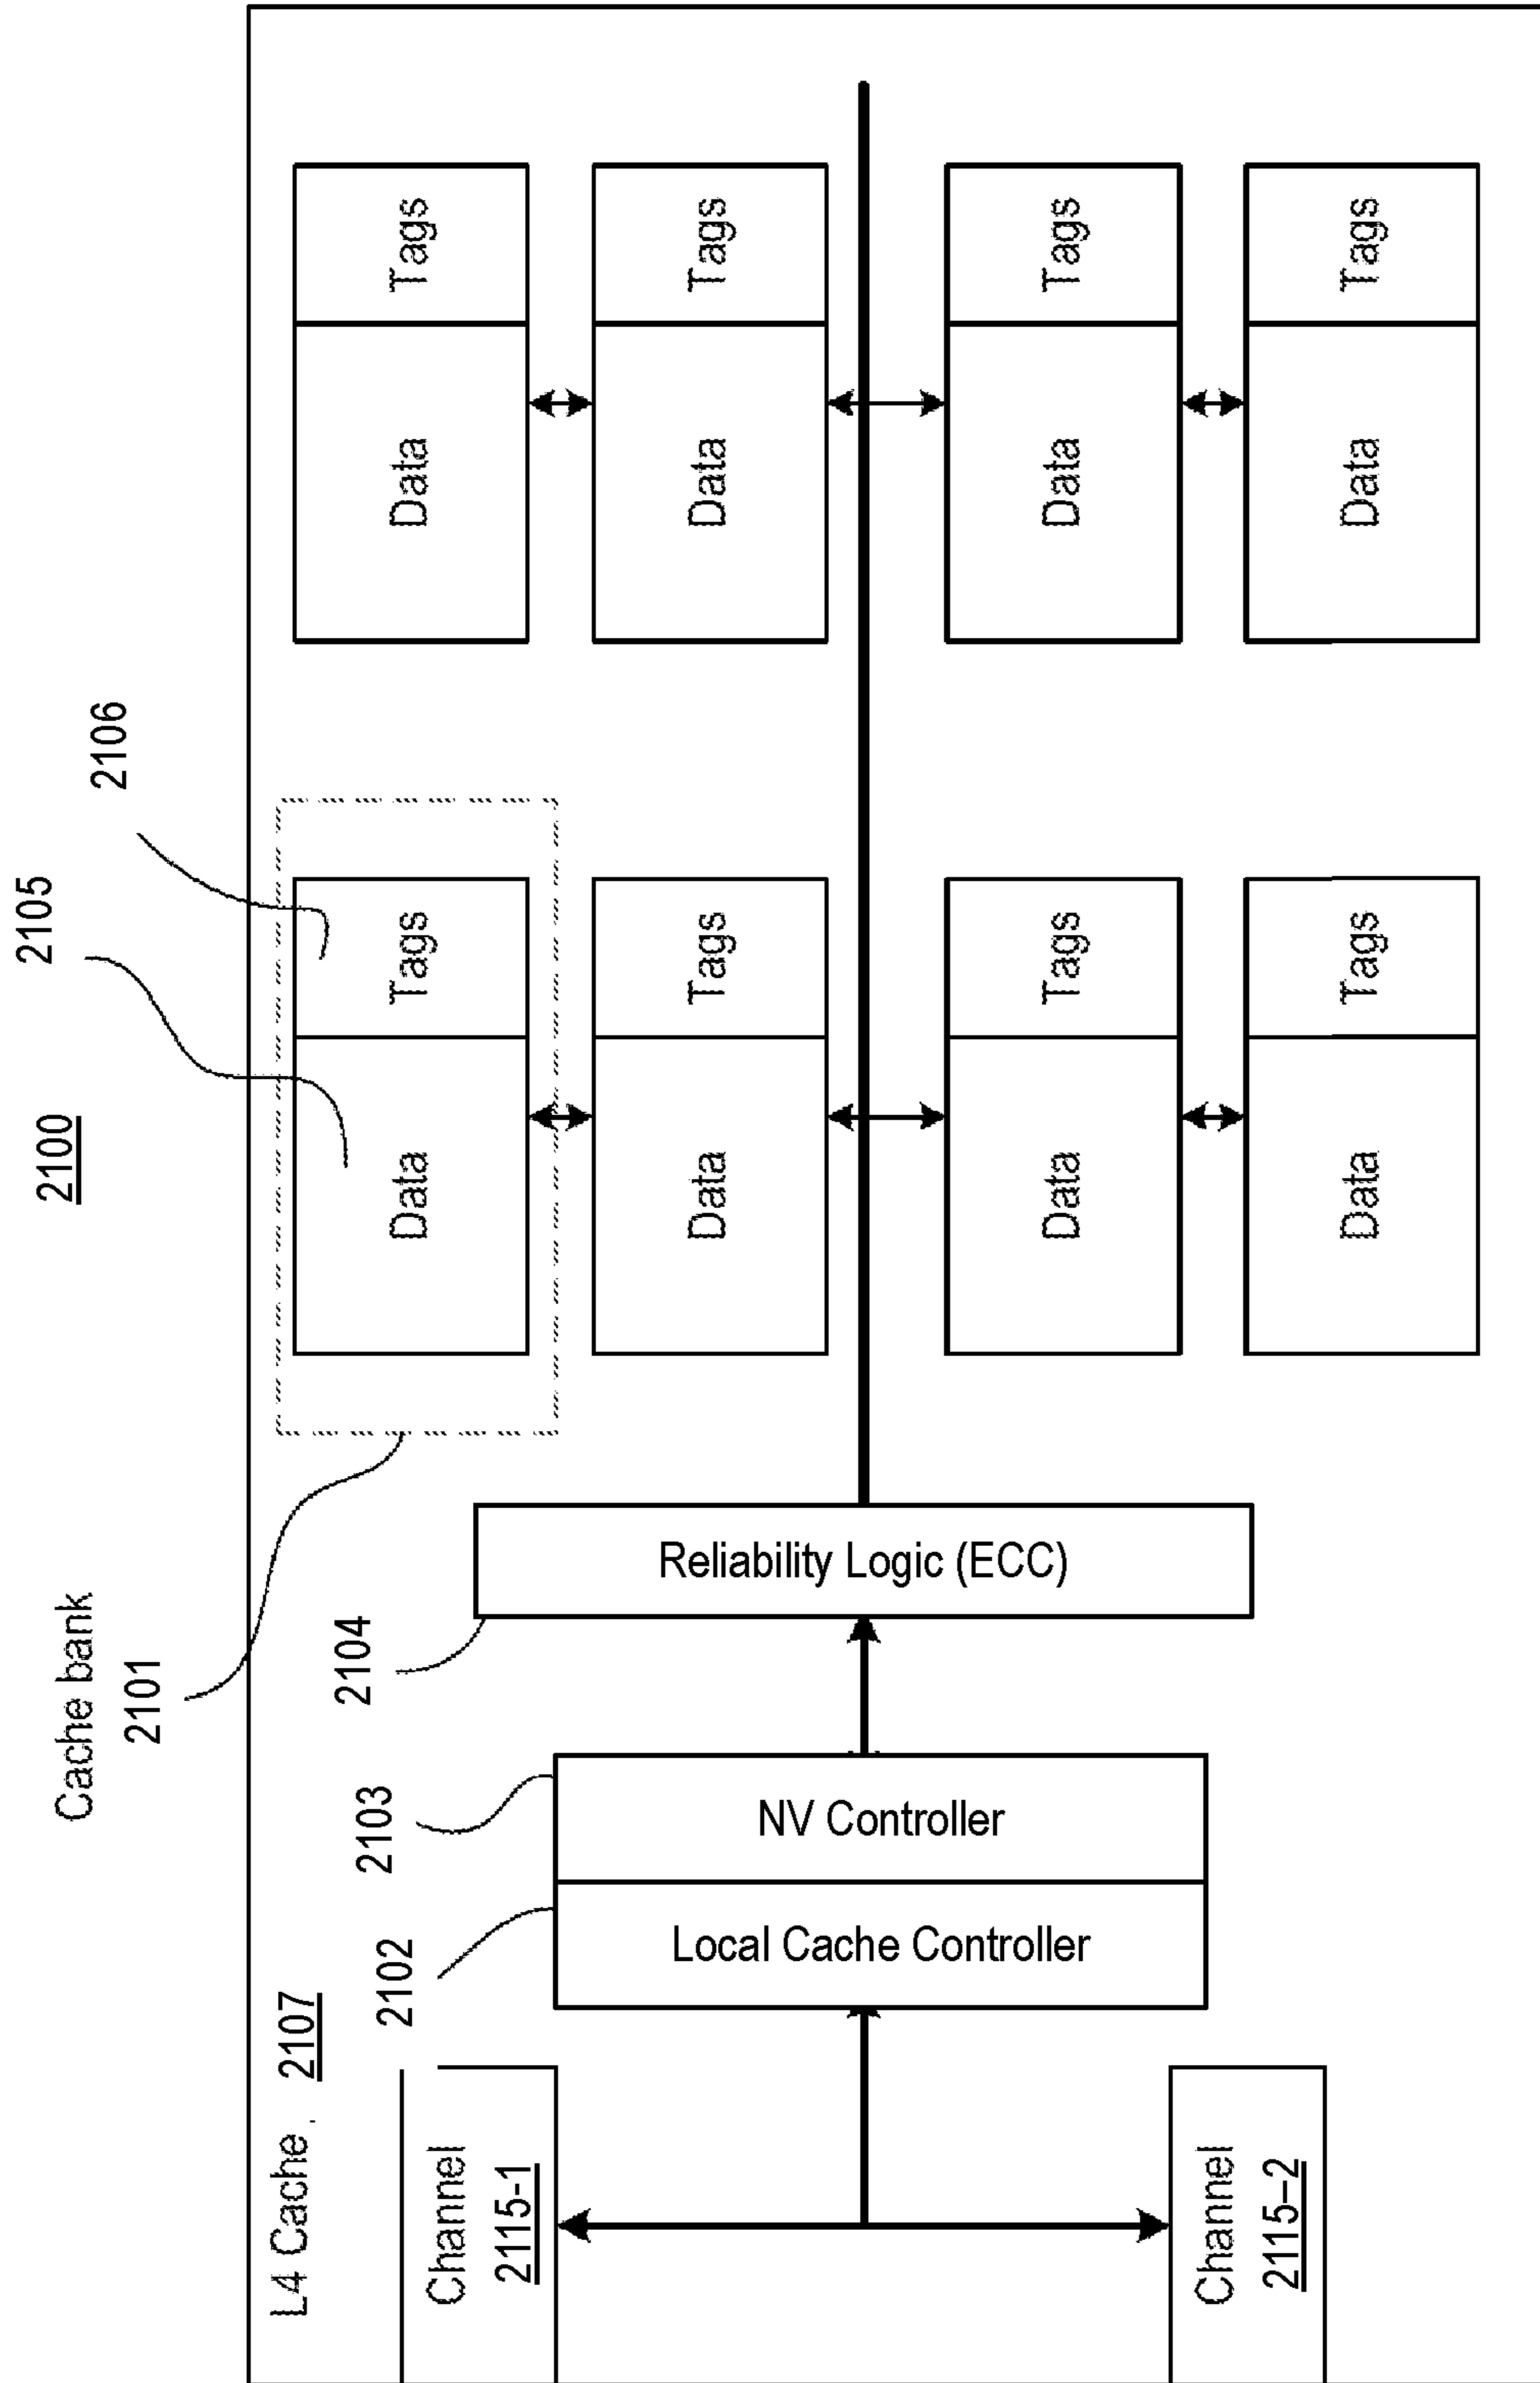 2100
Cache bank
2101
2105
2106
L4 Cache 2107
2102
2103
2104
Channel
2115-1
Channel
2115–2
Local Cache Controller
NV Controller
Reliability Logic (ECC)
Data
Tags
Data
Tags
Data
Tags
Data
Tags
Data
Tags
Data
Tags
Data
Tags
Data
Tags